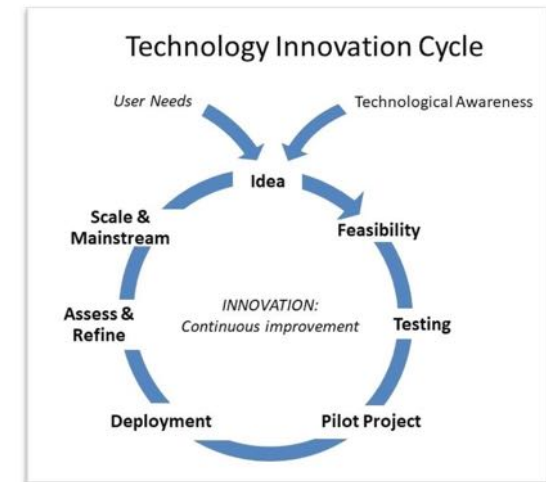 Technology Innovation Cycle
User Needs
Technological Awareness
Idea
Scale &
Mainstream
Feasibility
INNOVATION:
Continuous improvement
Assess &
Refine
Testing
Deployment
Pilot Project